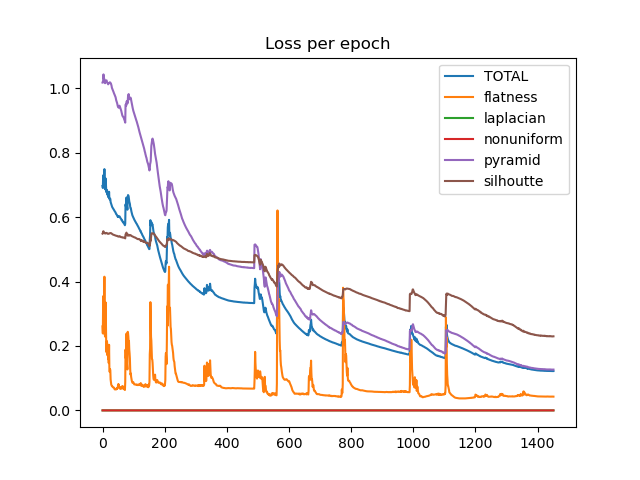 Loss per epoch
TOTAL
flatness
laplacian
nonuniform
pyramid
silhoutte
1.0
0.8
0.6
0.4
0.2
0.0
0 200 400 600 800 1000 1200 1400